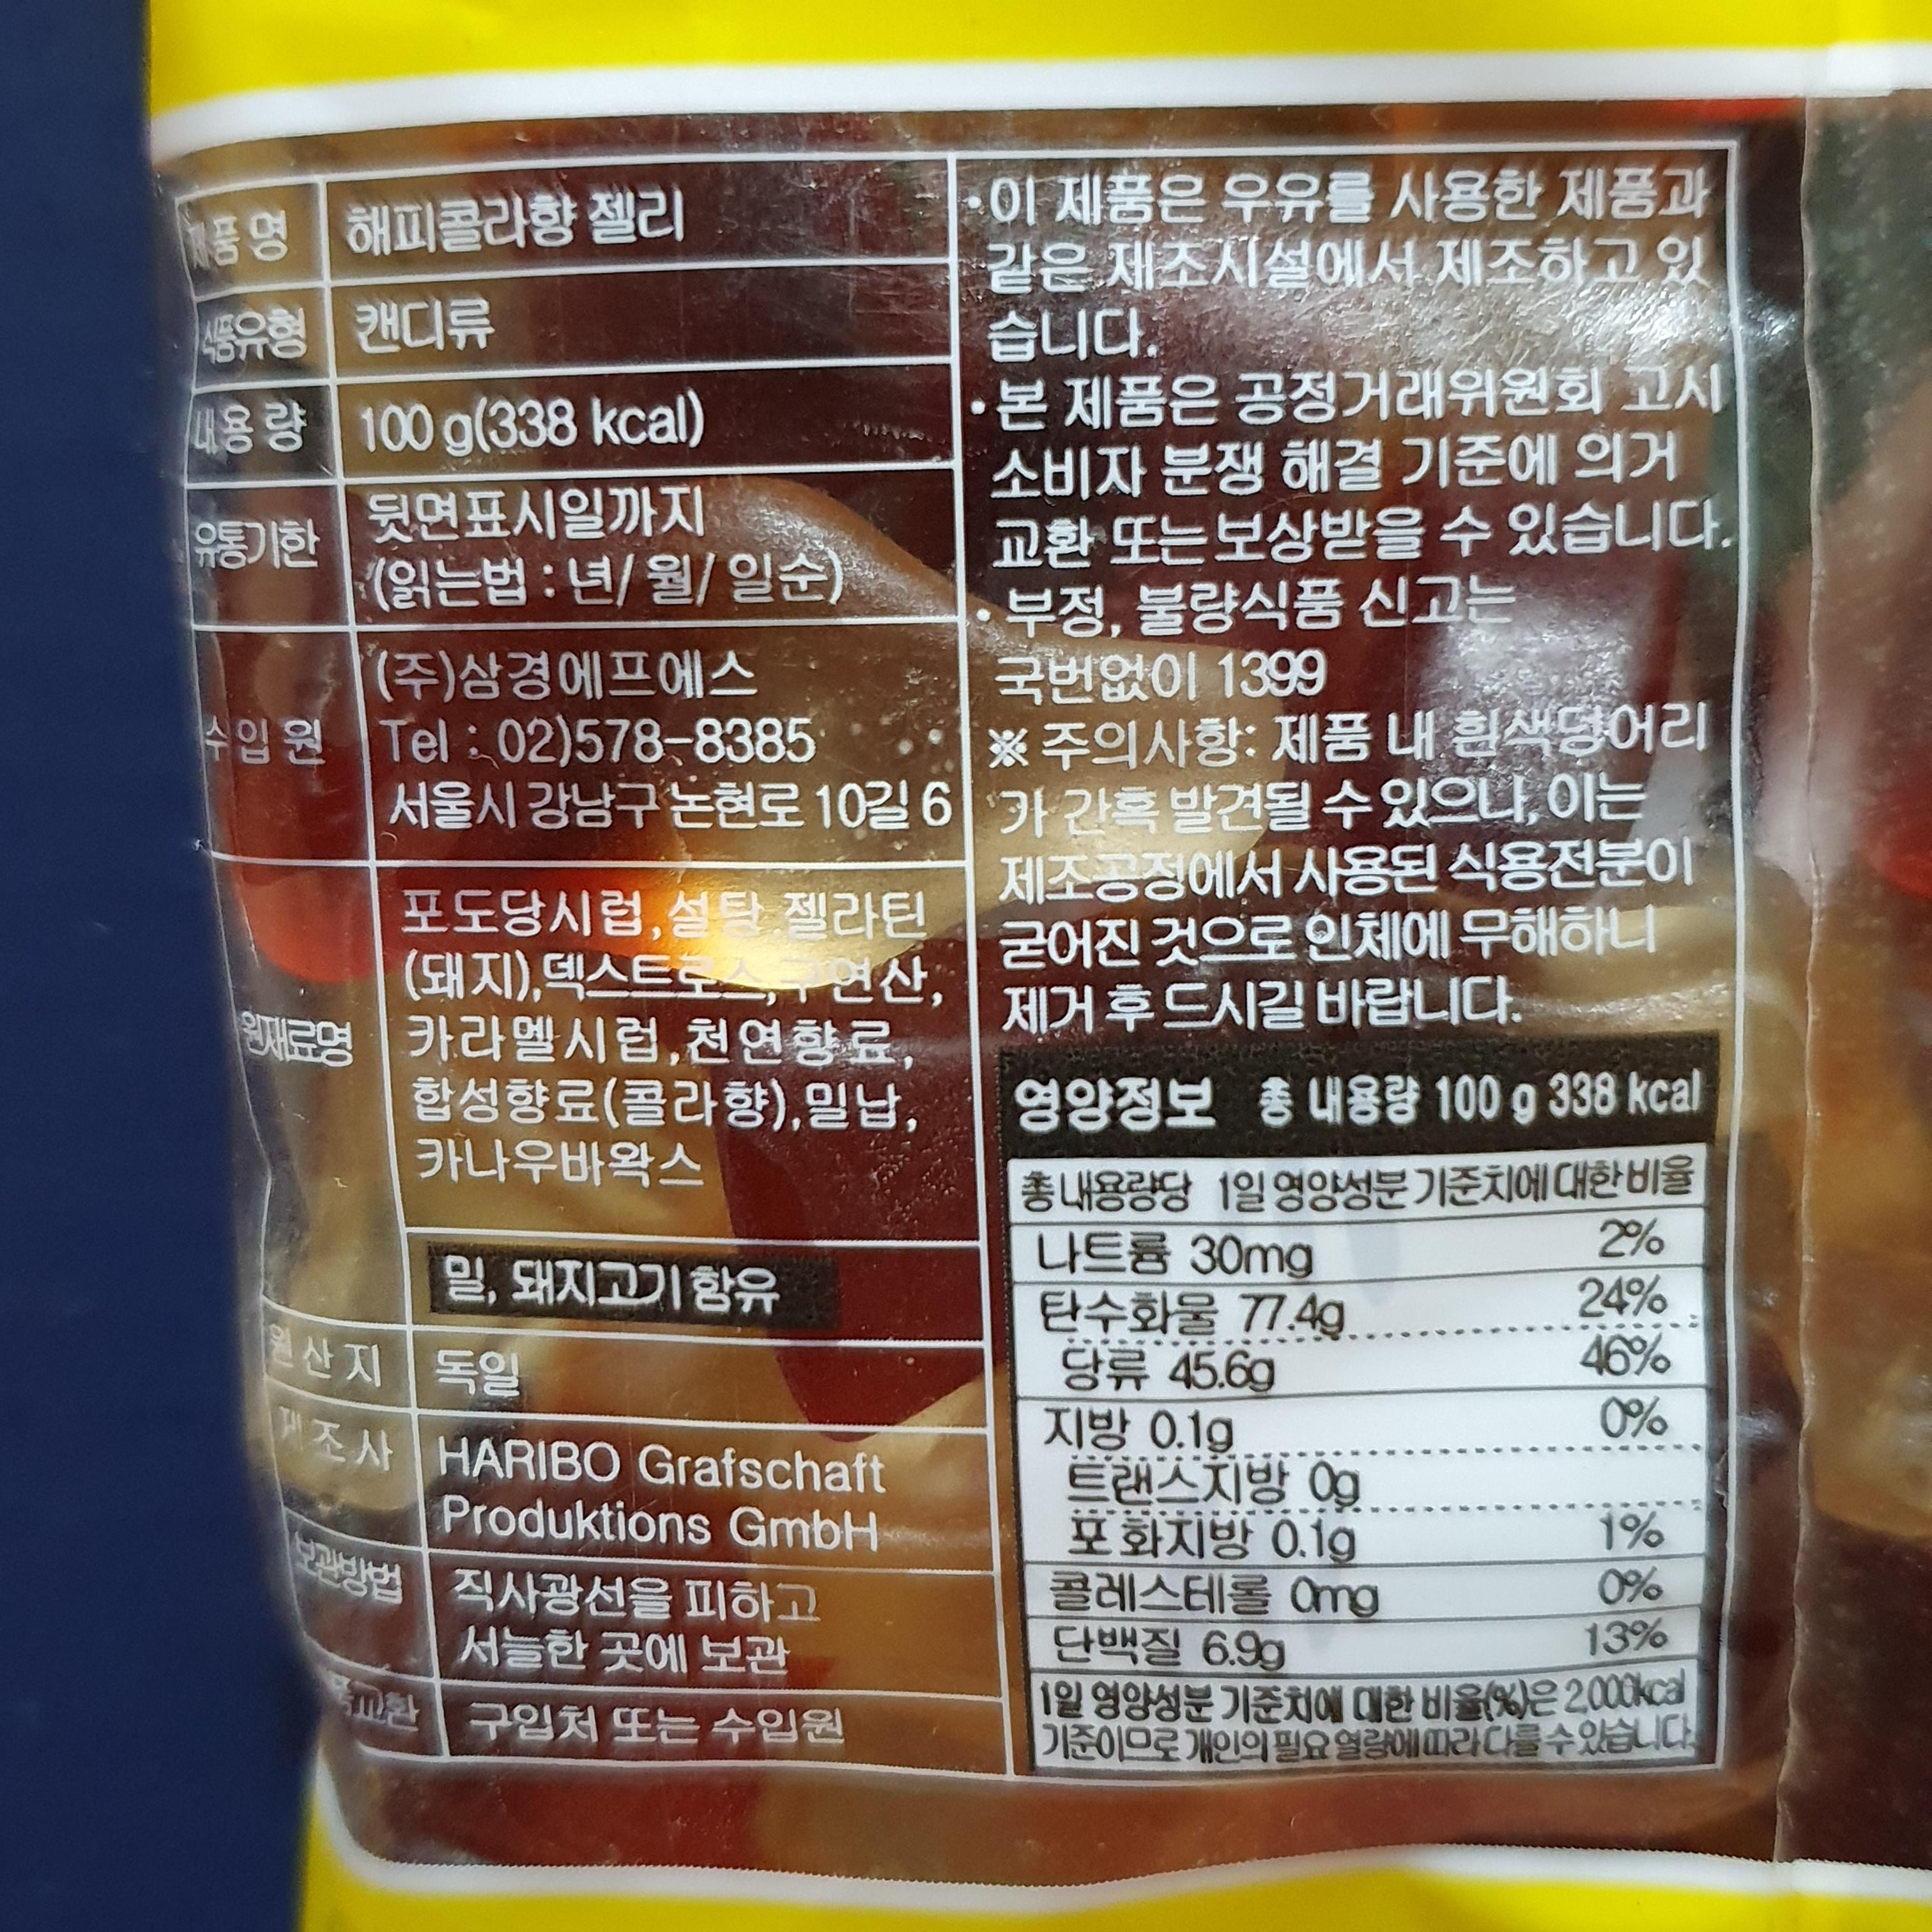 제품명 해피콜라향 젤리
식품유형 캔디류
내용량 100 g(338 kcal)
유통기한 뒷면표시일까지
(읽는법 : 년/ 월/ 일순)
수입원 (주)삼경에프에스
Tel : 02)578-8385
서울시 강남구 논현로 10길 6
원재료명 포도당시럽, 설탕, 젤라틴
(돼지), 덱스트로스, 구연산,
카라멜시럽, 천연향료,
합성향료(콜라향), 밀납,
카나우바왁스
밀, 돼지고기 함유
원산지 독일
제조사 HARIBO Grafschaft
Produktions GmbH
보관방법 직사광선을 피하고
서늘한 곳에 보관
품교환 구입처 또는 수입원
·이 제품은 우유를 사용한 제품과
같은 제조시설에서 제조하고 있
습니다.
·본 제품은 공정거래위원회 고시
소비자 분쟁 해결 기준에 의거
교환 또는 보상받을 수 있습니다.
·부정, 불량식품 신고는
국번없이 1399
※ 주의사항: 제품 내 흰색덩어리
가 간혹 발견될 수 있으나, 이는
제조공정에서 사용된 식용전분이
굳어진 것으로 인체에 무해하니
제거 후 드시길 바랍니다.
영양정보 총 내용량 100 g 338 kcal
총 내용량당 1일 영양성분 기준치에 대한 비율
나트륨 30mg 2%
탄수화물 77.4g 24%
당류 45.6g 46%
지방 0.1g 0%
트랜스지방 0g
포화지방 0.1g 1%
콜레스테롤 0mg 0%
단백질 6.9g 13%
1일 영양성분 기준치에 대한 비율(%)은 2,000kcal
기준이므로 개인의 필요 열량에 따라 다를 수 있습니다.